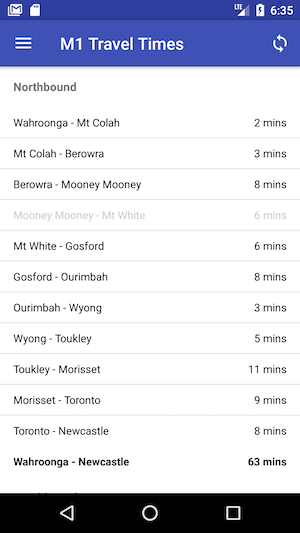 LTE 6:35
M1 Travel Times
Northbound
Wahroonga - Mt Colah 2 mins
Mt Colah - Berowra 3 mins
Berowra - Mooney Mooney 8 mins
Mooney Mooney - Mt White 6 mins
Mt White - Gosford 6 mins
Gosford - Ourimbah 8 mins
Ourimbah - Wyong 3 mins
Wyong - Toukley 5 mins
Toukley - Morisset 11 mins
Morisset - Toronto 9 mins
Toronto - Newcastle 8 mins
Wahroonga - Newcastle 63 mins